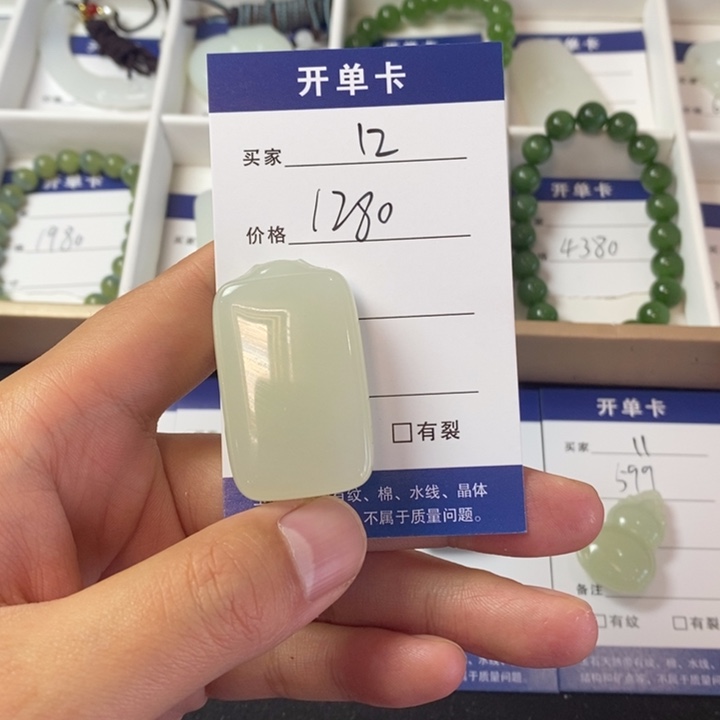 开单卡
买家 12
价格 1280
有裂
有纹、棉、水线、晶体
不属于质量问题。
开单卡
1980
开单卡
4380
开单卡
买家 11
599
备注
有纹 有裂